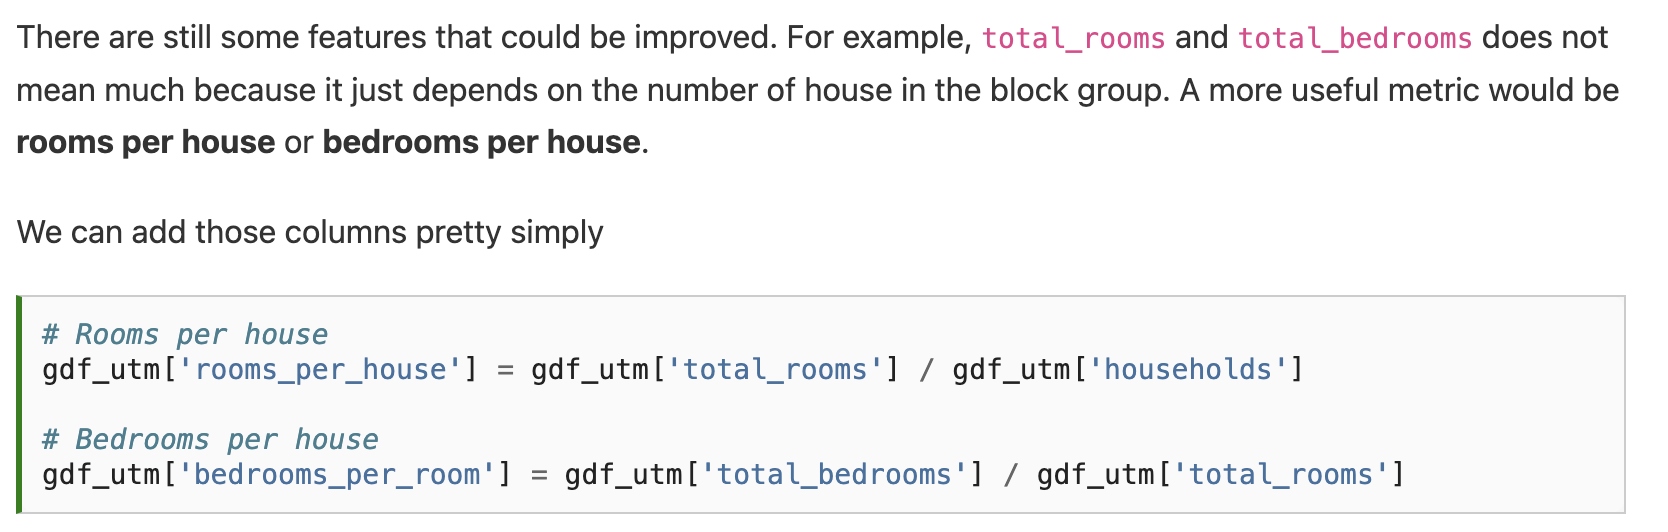 There are still some features that could be improved. For example, total_rooms and total_bedrooms does not
mean much because it just depends on the number of house in the block group. A more useful metric would be
rooms per house or bedrooms per house.
We can add those columns pretty simply
# Rooms per house
gdf_utm['rooms_per_house'] = gdf_utm['total_rooms'] / gdf_utm['households']
# Bedrooms per house
gdf_utm['bedrooms_per_room'] = gdf_utm['total_bedrooms'] / gdf_utm['total_rooms']